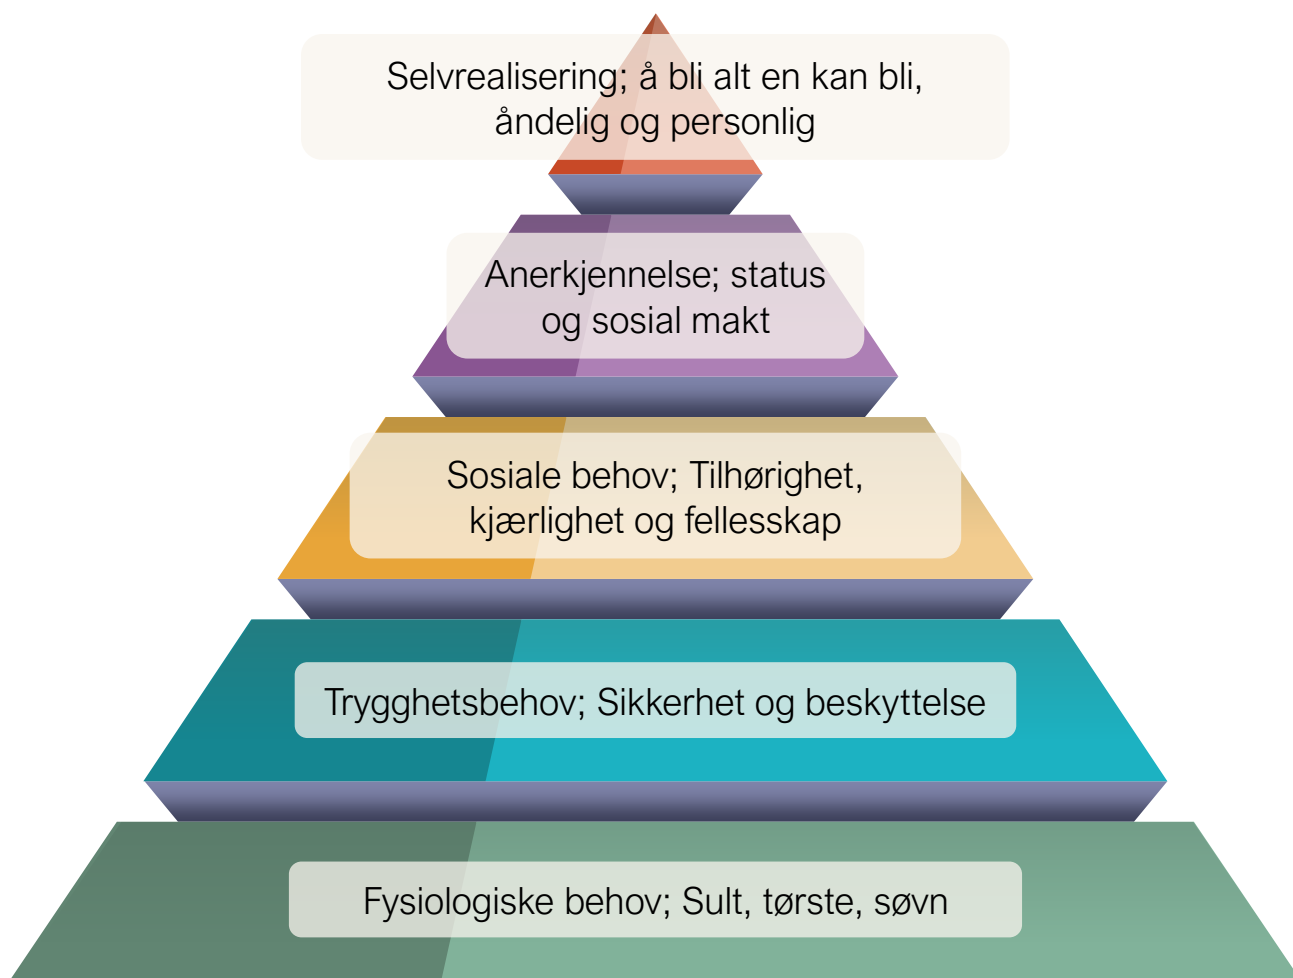 Selvrealisering; å bli alt en kan bli,
åndelig og personlig
Anerkjennelse; status
og sosial makt
Sosiale behov; Tilhørighet,
kjærlighet og fellesskap
Trygghetsbehov; Sikkerhet og beskyttelse
Fysiologiske behov; Sult, tørste, søvn